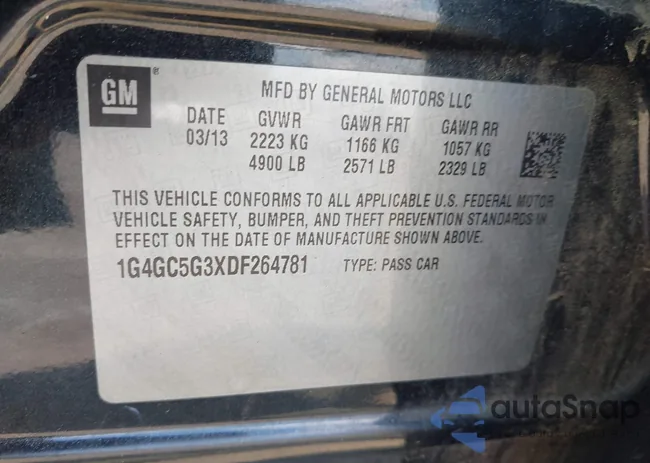 GM®
MFD BY GENERAL MOTORS LLC
DATE GVWR GAWR FRT GAWR RR
03/13 2223 KG 1166 KG 1057 KG
4900 LB 2571 LB 2329 LB
THIS VEHICLE CONFORMS TO ALL APPLICABLE U.S. FEDERAL MOTOR
VEHICLE SAFETY, BUMPER, AND THEFT PREVENTION STANDARDS IN
EFFECT ON THE DATE OF MANUFACTURE SHOWN ABOVE.
1G4GC5G3XDF264781 TYPE: PASS CAR
autoSnap